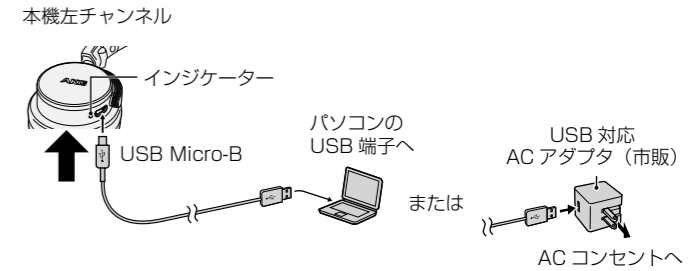 本機左チャンネル
AKG
インジケーター
USB Micro-B
パソコンの
USB 端子へ
または
USB 対応
AC アダプタ（市販）
AC コンセントへ